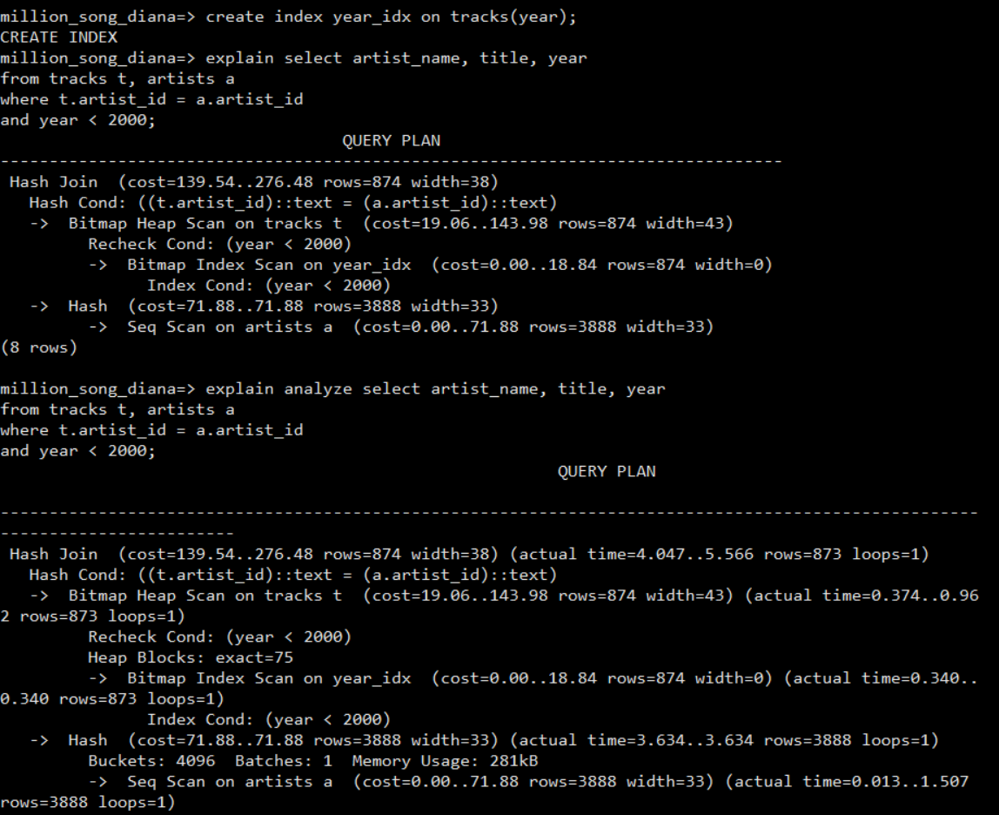 million_song_diana=> create index year_idx on tracks(year);
CREATE INDEX
million_song_diana=> explain select artist_name, title, year
from tracks t, artists a
where t.artist_id = a.artist_id
and year < 2000;
                                   QUERY PLAN
--------------------------------------------------------------------------------
 Hash Join  (cost=139.54..276.48 rows=874 width=38)
   Hash Cond: ((t.artist_id)::text = (a.artist_id)::text)
   ->  Bitmap Heap Scan on tracks t  (cost=19.06..143.98 rows=874 width=43)
         Recheck Cond: (year < 2000)
         ->  Bitmap Index Scan on year_idx  (cost=0.00..18.84 rows=874 width=0)
               Index Cond: (year < 2000)
   ->  Hash  (cost=71.88..71.88 rows=3888 width=33)
         ->  Seq Scan on artists a  (cost=0.00..71.88 rows=3888 width=33)
(8 rows)

million_song_diana=> explain analyze select artist_name, title, year
from tracks t, artists a
where t.artist_id = a.artist_id
and year < 2000;
                                                         QUERY PLAN

----------------------------------------------------------------------------------------------------
------------------------
 Hash Join  (cost=139.54..276.48 rows=874 width=38) (actual time=4.047..5.566 rows=873 loops=1)
   Hash Cond: ((t.artist_id)::text = (a.artist_id)::text)
   ->  Bitmap Heap Scan on tracks t  (cost=19.06..143.98 rows=874 width=43) (actual time=0.374..0.96
2 rows=873 loops=1)
         Recheck Cond: (year < 2000)
         Heap Blocks: exact=75
         ->  Bitmap Index Scan on year_idx  (cost=0.00..18.84 rows=874 width=0) (actual time=0.340..
0.340 rows=873 loops=1)
               Index Cond: (year < 2000)
   ->  Hash  (cost=71.88..71.88 rows=3888 width=33) (actual time=3.634..3.634 rows=3888 loops=1)
         Buckets: 4096  Batches: 1  Memory Usage: 281kB
         ->  Seq Scan on artists a  (cost=0.00..71.88 rows=3888 width=33) (actual time=0.013..1.507
rows=3888 loops=1)